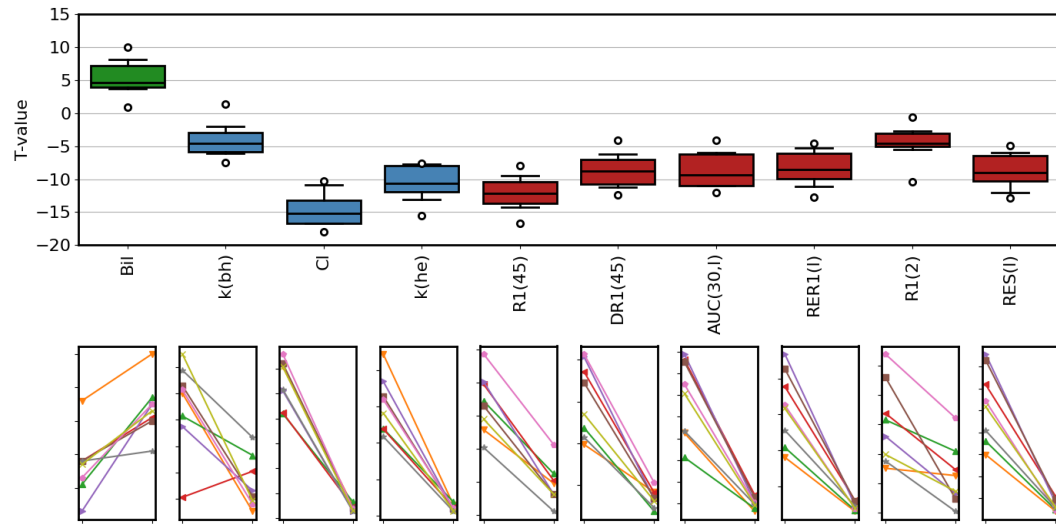 15
10
5
0
−5
−10
−15
−20
T-value
Bil
k(bh)
Cl
k(he)
R1(45)
DR1(45)
AUC(30,I)
RER1(I)
R1(2)
RES(I)